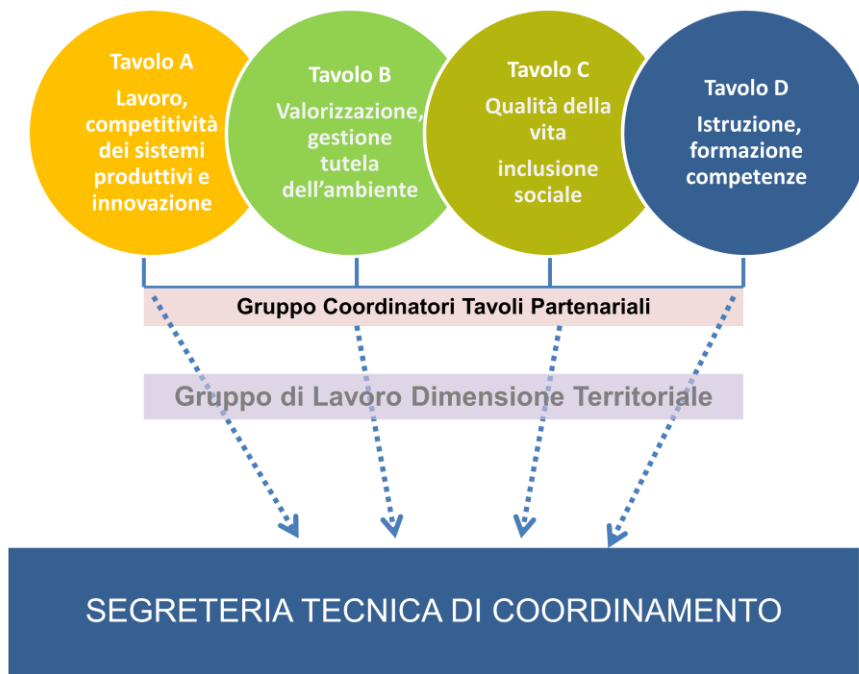 Tavolo A
Lavoro,
competitività
dei sistemi
produttivi e
innovazione
Tavolo B
Valorizzazione,
gestione
tutela
dell'ambiente
Tavolo C
Qualità della
vita
inclusione
sociale
Tavolo D
Istruzione,
formazione
competenze
Gruppo Coordinatori Tavoli Partenariali
Gruppo di Lavoro Dimensione Territoriale
SEGRETERIA TECNICA DI COORDINAMENTO